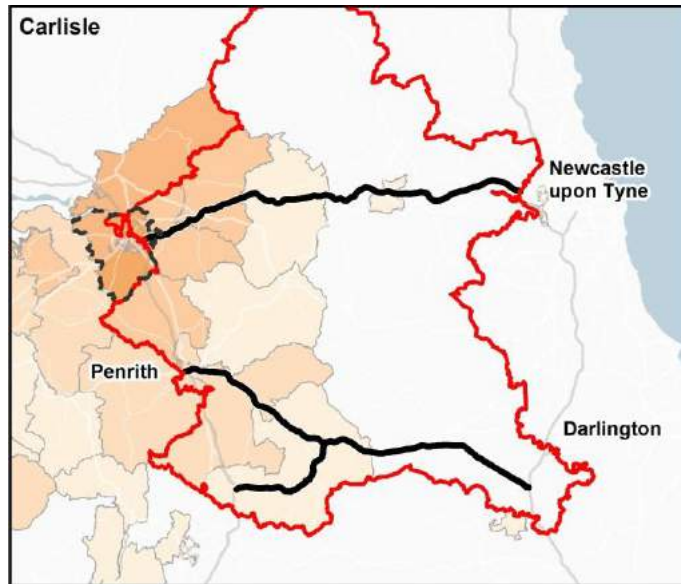 Carlisle
Newcastle
upon Tyne
Penrith
Darlington